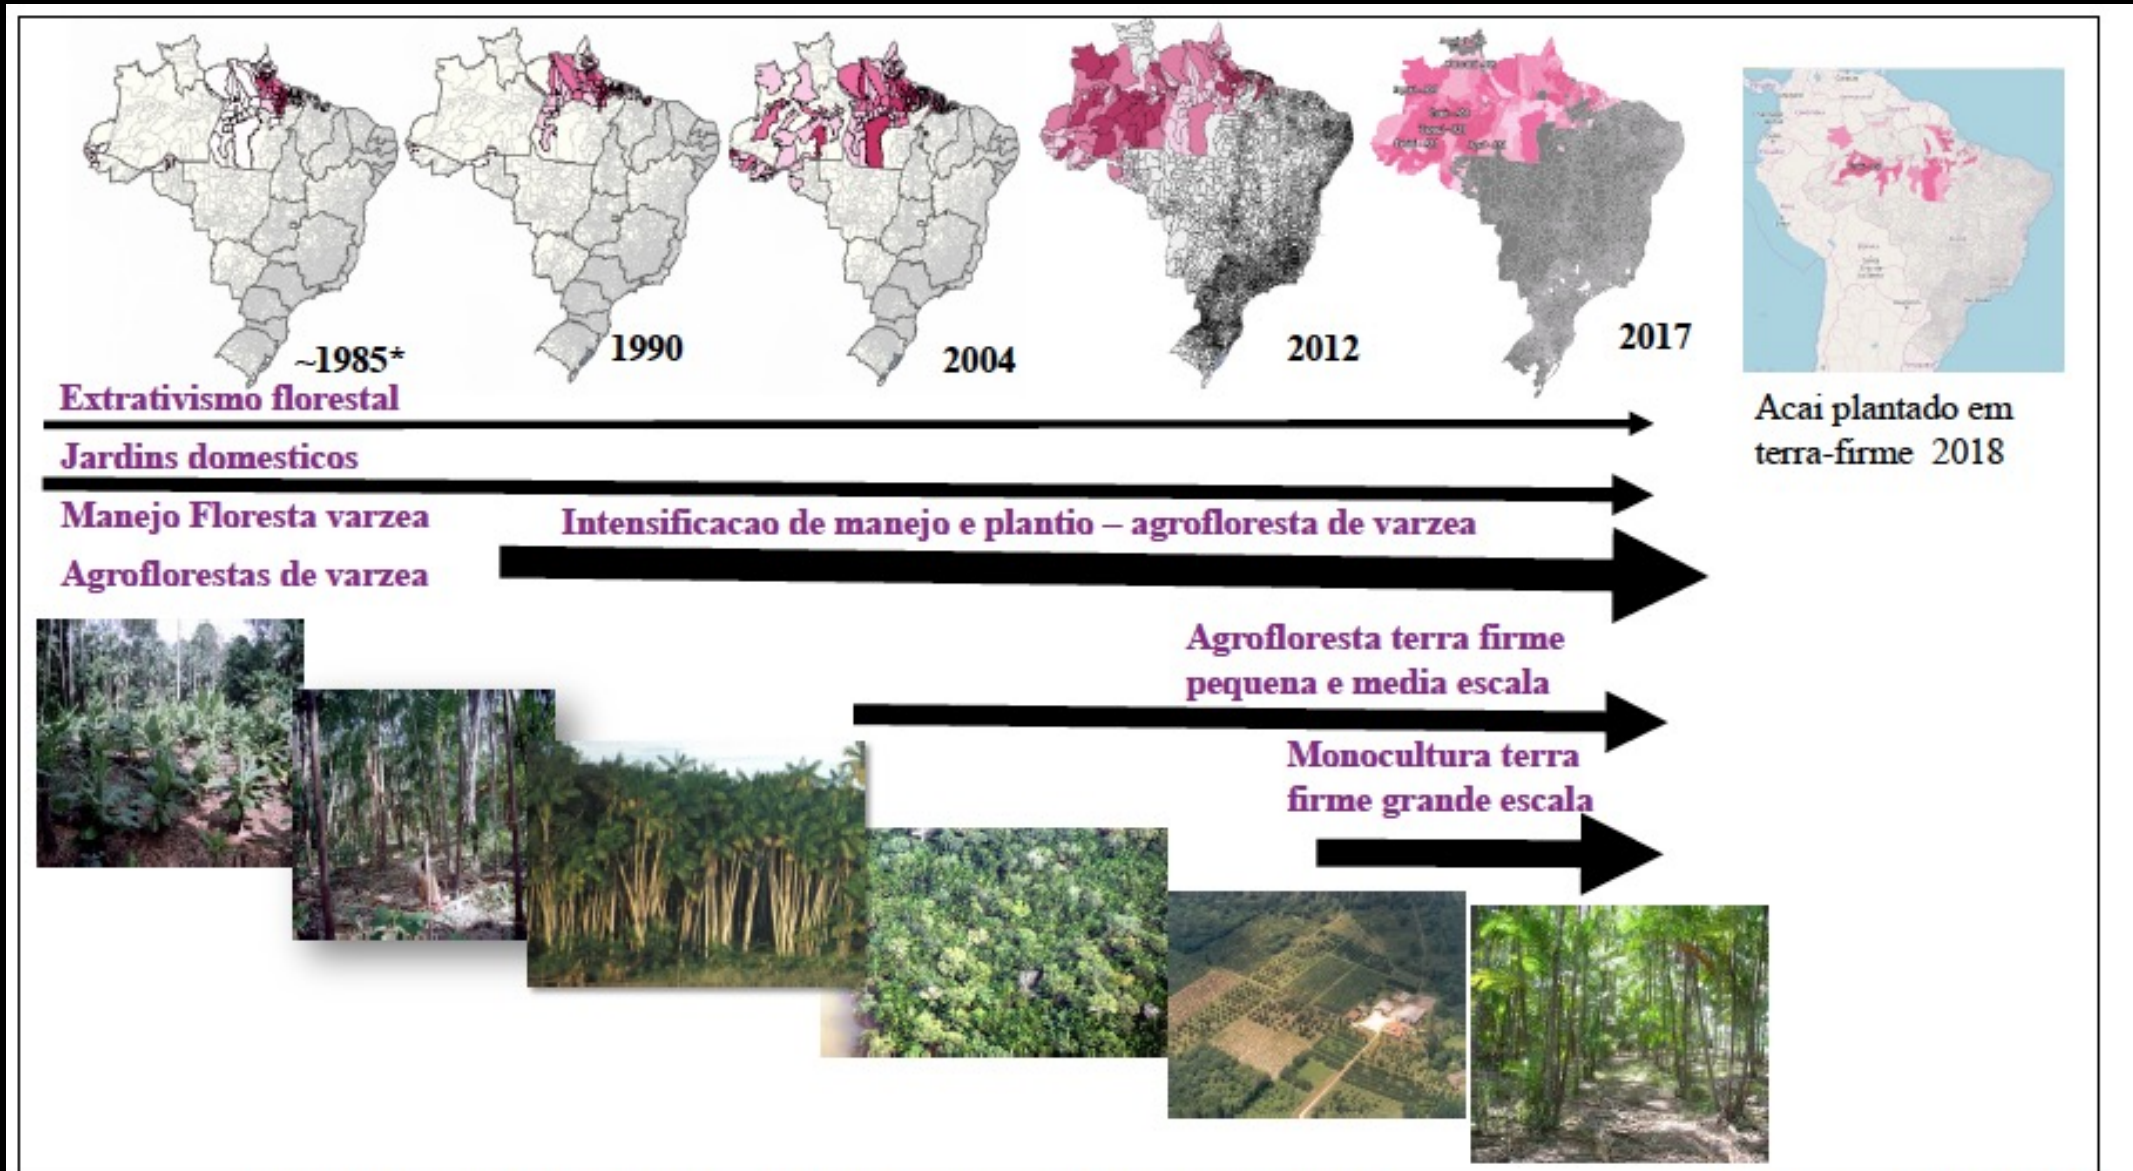 ~1985*
1990
2004
2012
2017
Extrativismo florestal
Acai plantado em
terra-firme 2018
Jardins domesticos
Manejo Floresta varzea
Intensificacao de manejo e plantio – agrofloresta de varzea
Agroflorestas de varzea
Agrofloresta terra firme
pequena e media escala
Monocultura terra
firme grande escala